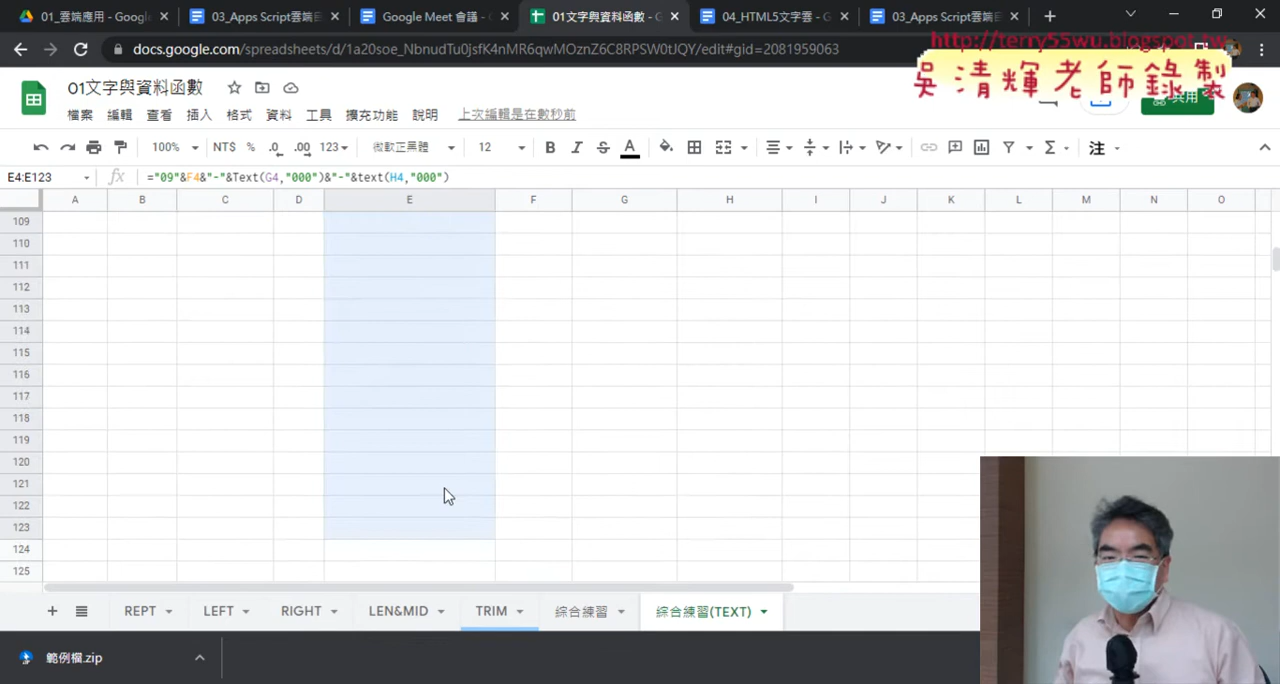 01_雲端應用 - Google
03_Apps Script雲端自
Google Meet 會議 - G
01文字與資料函數 - G
04_HTML5文字雲 - G
03_Apps Script雲端自
docs.google.com/spreadsheets/d/1a20soe_NbnudTu0jsfK4nMR6qwMOznZ6C8RPSW0tJQY/edit#gid=2081959063
http://terry55wu.blogspot.tw
吳清輝老師錄製
01文字與資料函數
共用
檔案 編輯 查看 插入 格式 資料 工具 擴充功能 說明 上次編輯是在數秒前
100% NT$ % .0 .00 123 微軟正黑體 12 B I S A Σ 注
E4:E123 fx ="09"&F4&"-"&Text(G4,"000")&"-"&text(H4,"000")
A B C D E F G H I J K L M N O
109
110
111
112
113
114
115
116
117
118
119
120
121
122
123
124
125
REPT LEFT RIGHT LEN&MID TRIM 綜合練習 綜合練習(TEXT)
範例檔.zip